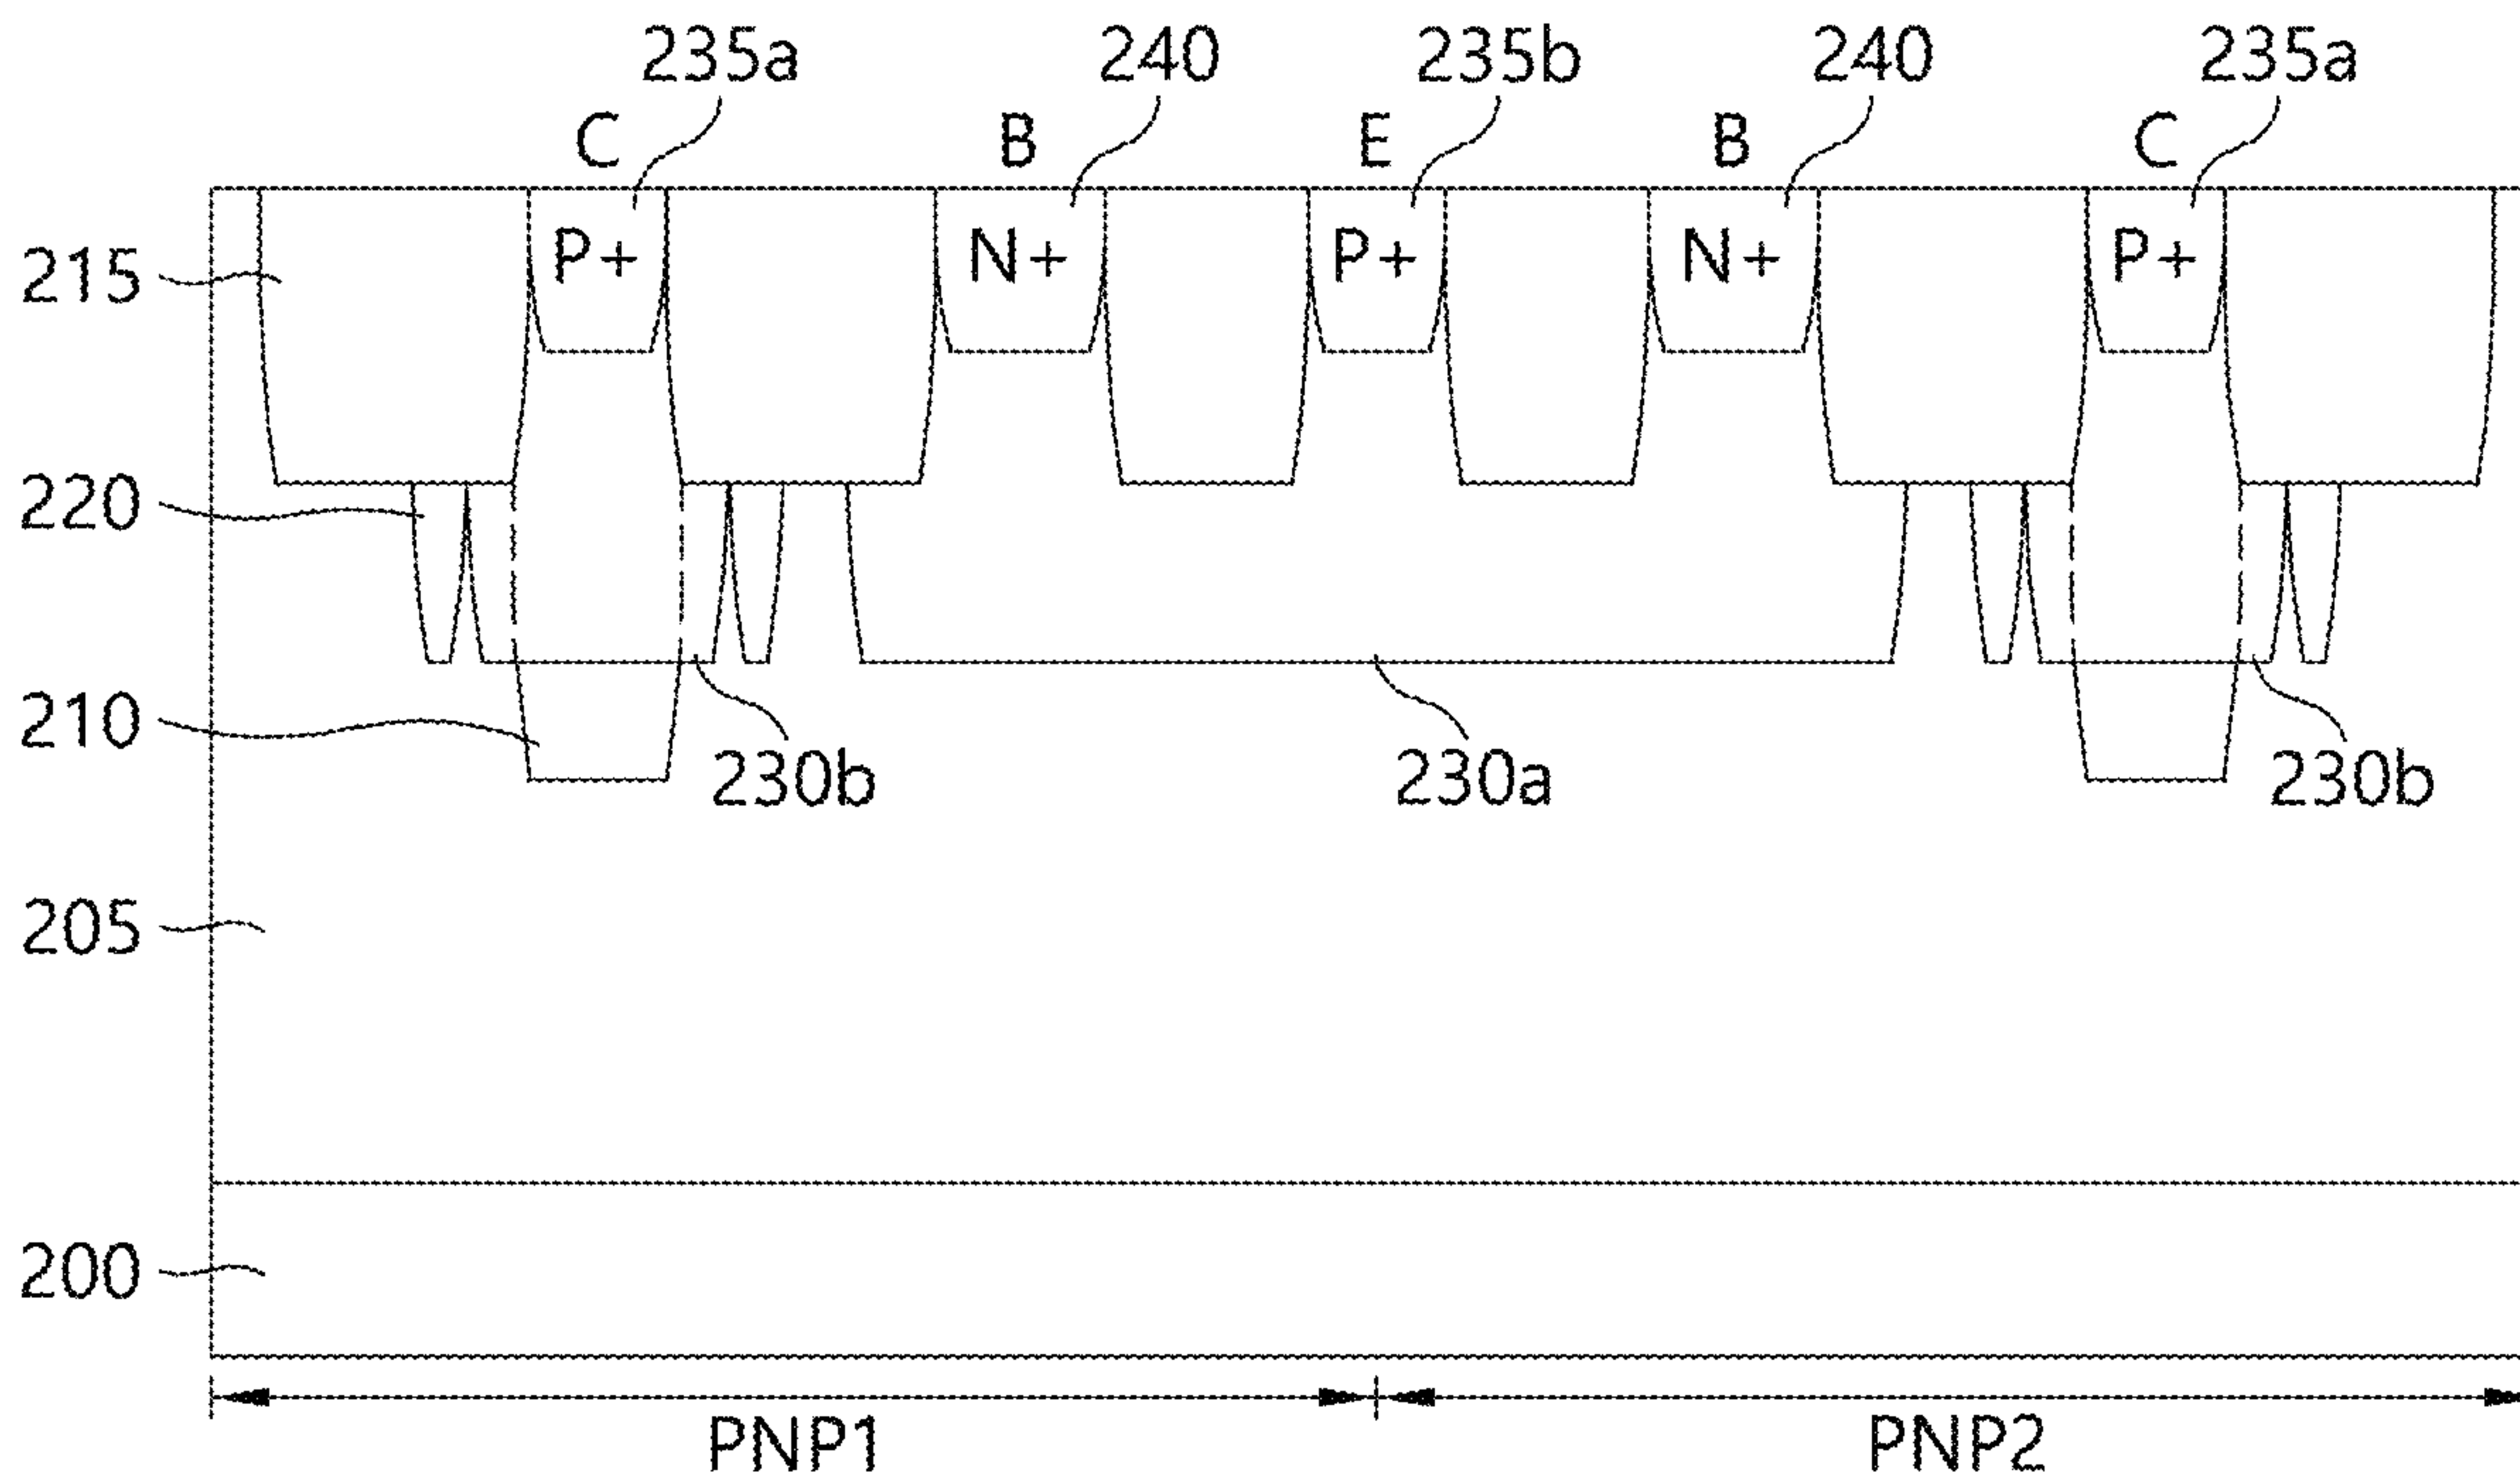 235a 240 235b 240 235a
C B E B C
P+ N+ P+ N+ P+
215
220
210
230b 230a 230b
205
200
PNP1 PNP2